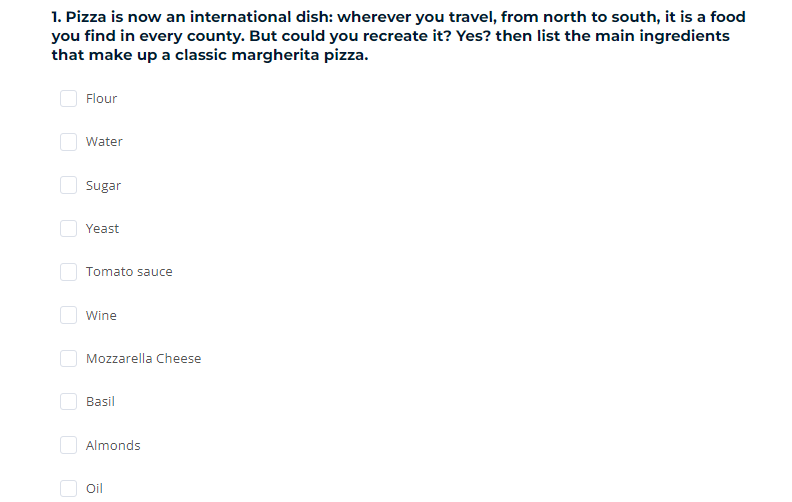 1. Pizza is now an international dish: wherever you travel, from north to south, it is a food
you find in every county. But could you recreate it? Yes? then list the main ingredients
that make up a classic margherita pizza.
Flour
Water
Sugar
Yeast
Tomato sauce
Wine
Mozzarella Cheese
Basil
Almonds
Oil